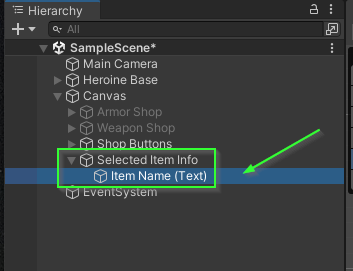 Hierarchy
All
SampleScene*
Main Camera
Heroine Base
Canvas
Armor Shop
Weapon Shop
Shop Buttons
Selected Item Info
Item Name (Text)
EventSystem